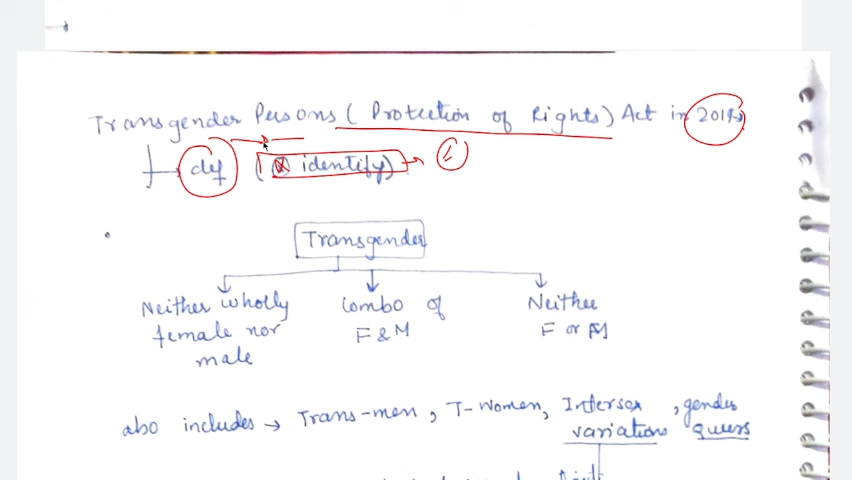 Transgender Persons ( Protection of Rights) Act in 2019
def ( identify)
Transgender
Neither wholly female nor male
Combo of F & M
Neither F or M
also includes → Trans-men, T-Women, Intersex variations, gender queers